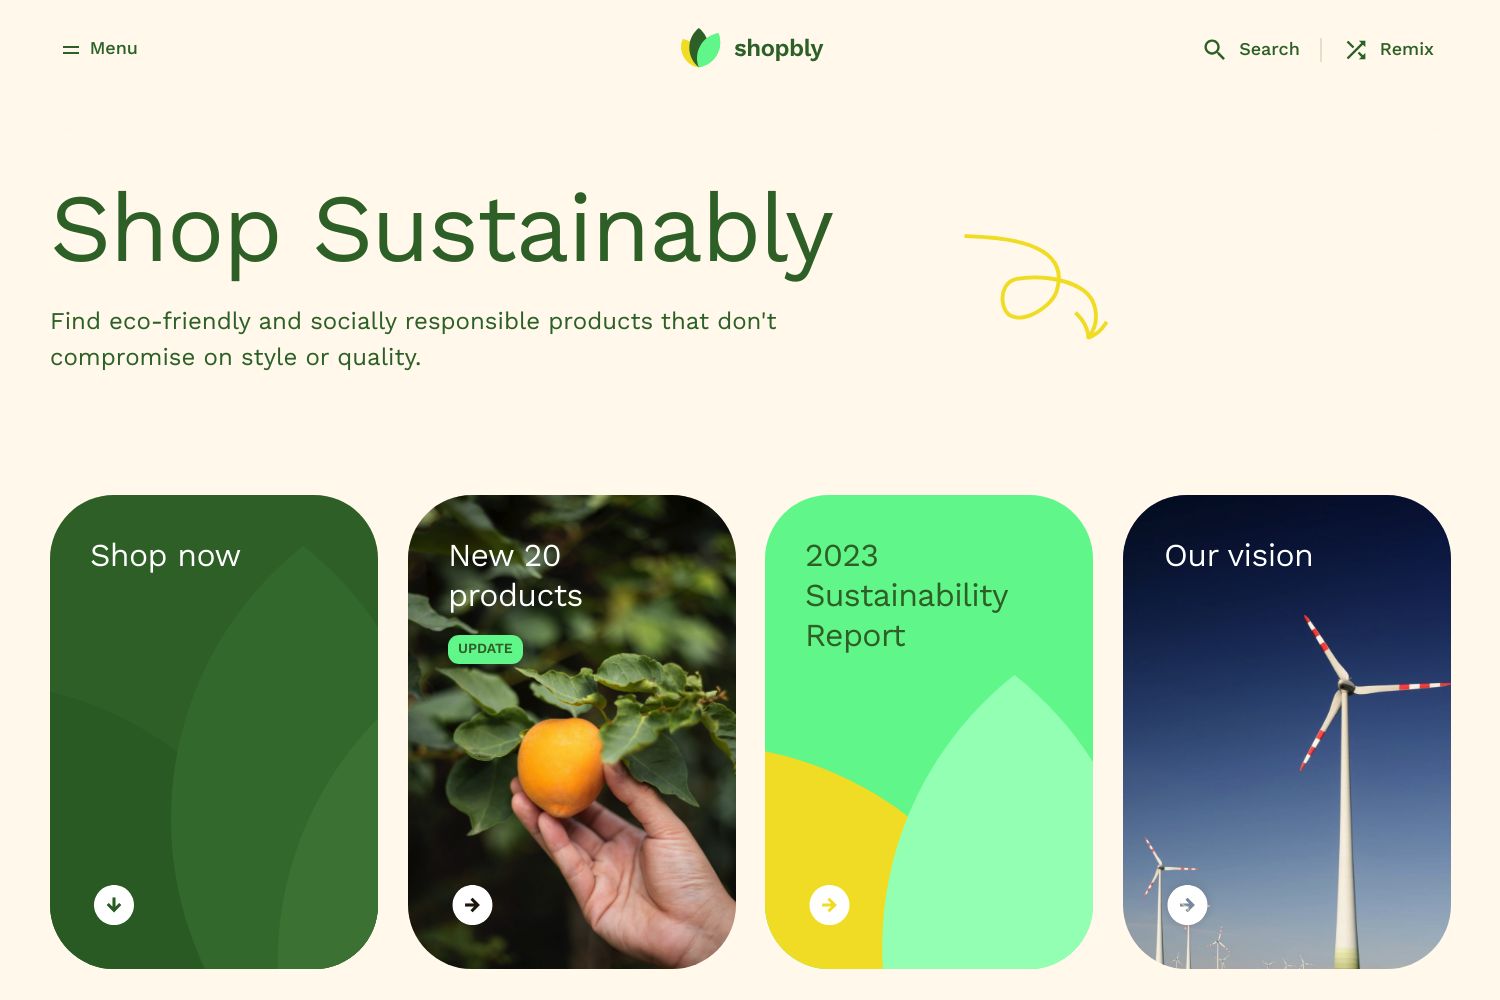 Menu
shopbly
Search
Remix
Shop Sustainably
Find eco-friendly and socially responsible products that don't
compromise on style or quality.
Shop now
New 20
products
UPDATE
2023
Sustainability
Report
Our vision